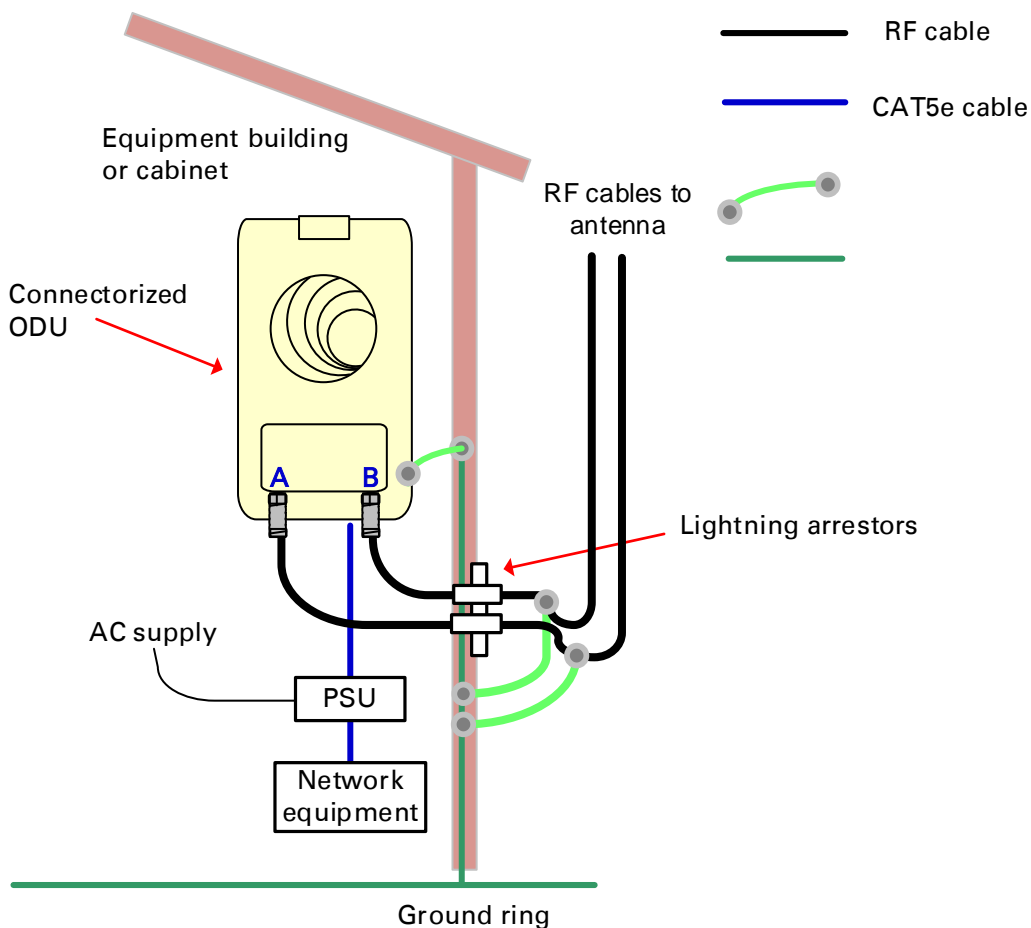 RF cable
CAT5e cable
Equipment building
or cabinet
RF cables to
antenna
Connectorized
ODU
A
B
Lightning arrestors
AC supply
PSU
Network
equipment
Ground ring